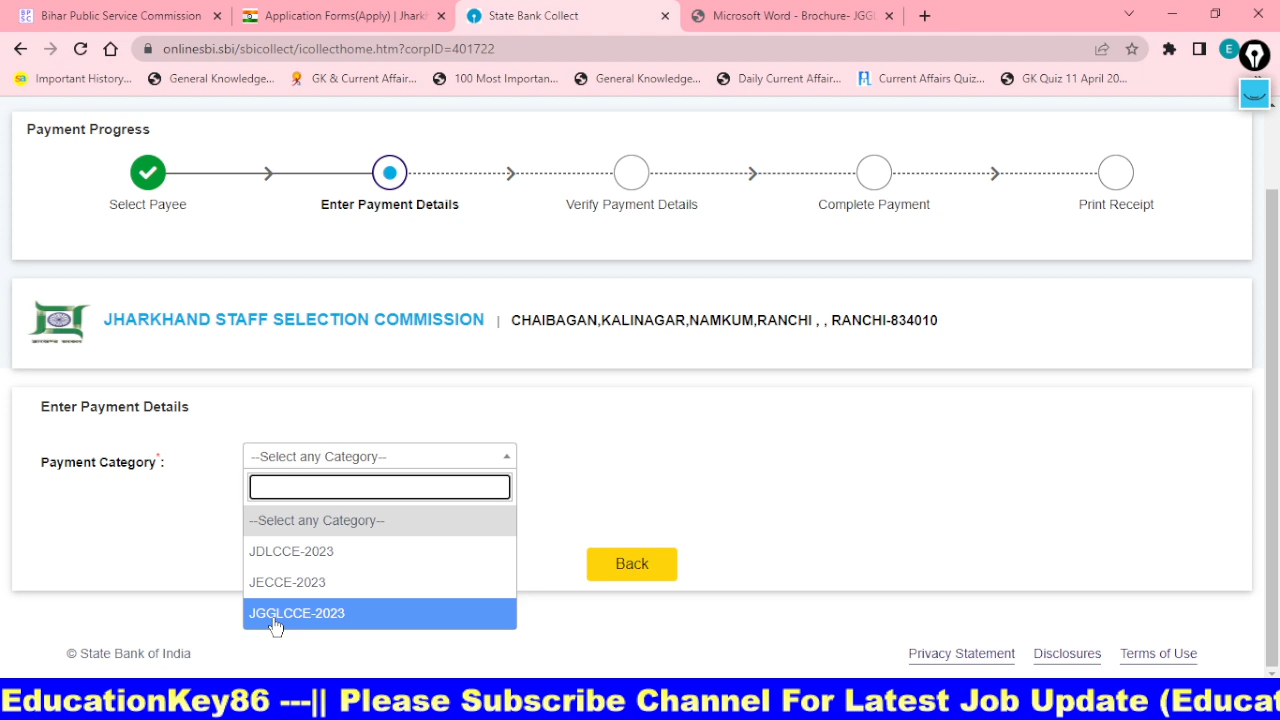 Bihar Public Service Commission
Application Forms(Apply) | Jhark
State Bank Collect
Microsoft Word - Brochure- JGGL
onlinesbi.sbi/sbicollect/icollecthome.htm?corpID=401722
E
Important History...
General Knowledge...
GK & Current Affair...
100 Most Importan...
General Knowledge...
Daily Current Affair...
Current Affairs Quiz...
GK Quiz 11 April 20...
Payment Progress
Select Payee
Enter Payment Details
Verify Payment Details
Complete Payment
Print Receipt
JHARKHAND STAFF SELECTION COMMISSION | CHAIBAGAN,KALINAGAR,NAMKUM,RANCHI , , RANCHI-834010
Enter Payment Details
Payment Category*:
--Select any Category--
--Select any Category--
JDLCCE-2023
JECCE-2023
JGGLCCE-2023
Back
© State Bank of India
Privacy Statement
Disclosures
Terms of Use
EducationKey86 ---|| Please Subscribe Channel For Latest Job Update (Educat